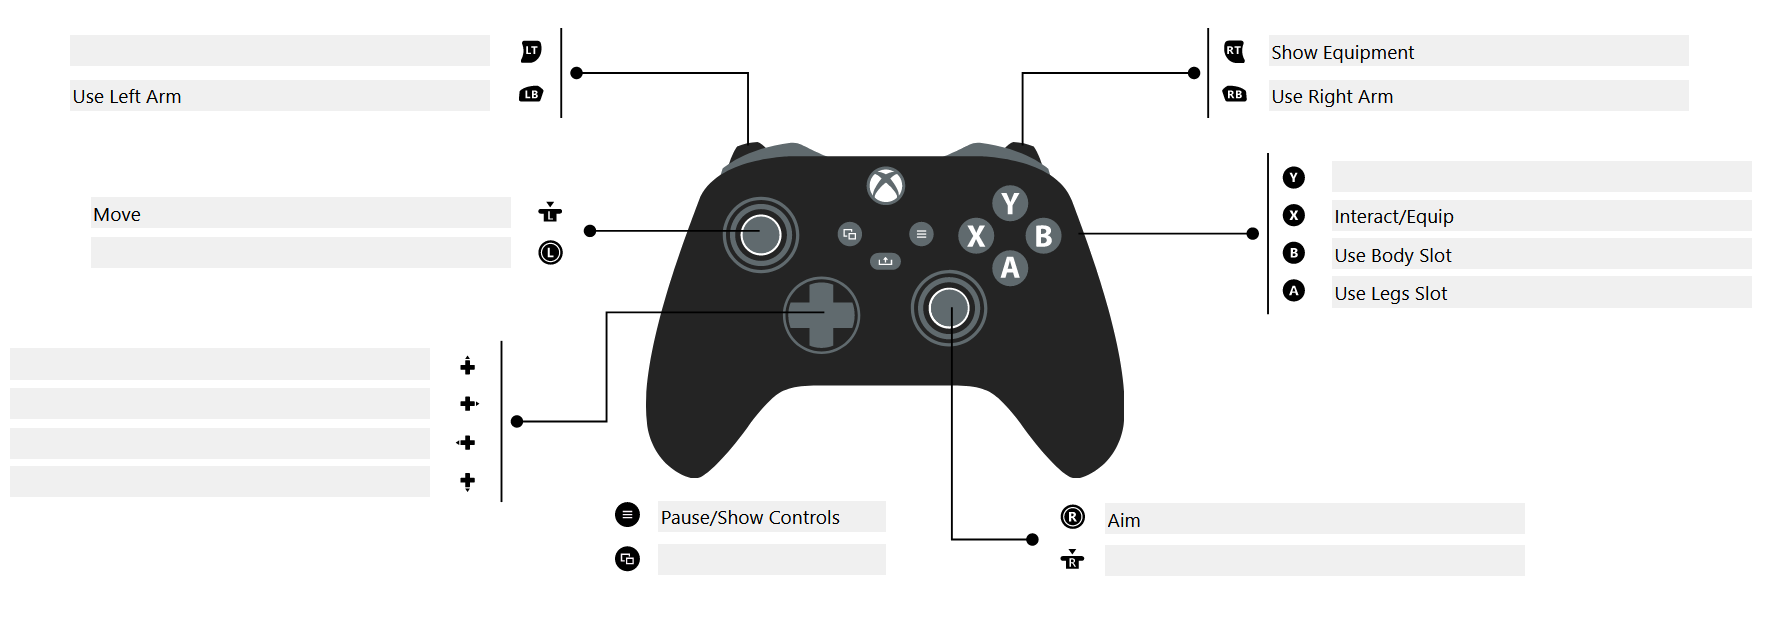 LT
Use Left Arm LB
RT Show Equipment
RB Use Right Arm
Move L
L
Y
X Interact/Equip
B Use Body Slot
A Use Legs Slot
Y
X B
A
Pause/Show Controls
R Aim
R